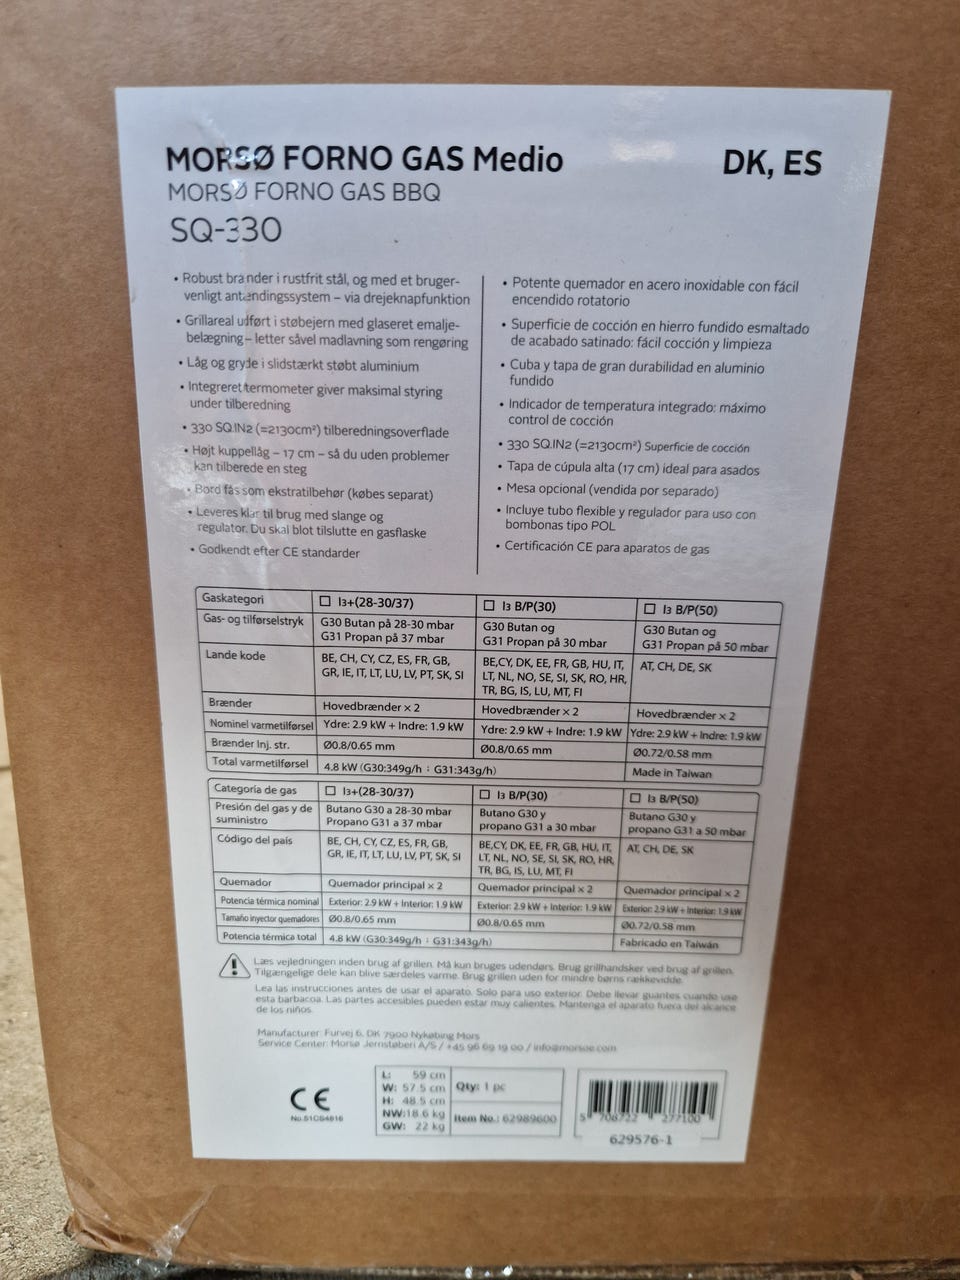 MORSØ FORNO GAS Medio
DK, ES
MORSØ FORNO GAS BBQ
SQ-330
• Robust brænder i rustfrit stål, og med et bruger-
venligt antændingssystem – via drejeknapfunktion
• Grillareal udført i støbejern med glaseret emalje-
belægning – letter såvel madlavning som rengøring
• Låg og gryde i slidstærkt støbt aluminium
• Integreret termometer giver maksimal styring
under tilberedning
• 330 SQ.IN2 (=2130cm²) tilberedningsoverflade
• Højt kuppellåg – 17 cm – så du uden problemer
kan tilberede en steg
• Bord fås som ekstratilbehør (købes separat)
• Leveres klar til brug med slange og
regulator. Du skal blot tilslutte en gasflaske
• Godkendt efter CE standarder
• Potente quemador en acero inoxidable con fácil
encendido rotatorio
• Superficie de cocción en hierro fundido esmaltado
de acabado satinado: fácil cocción y limpieza
• Cuba y tapa de gran durabilidad en aluminio
fundido
• Indicador de temperatura integrado: máximo
control de cocción
• 330 SQ.IN2 (=2130cm²) Superficie de cocción
• Tapa de cúpula alta (17 cm) ideal para asados
• Mesa opcional (vendida por separado)
• Incluye tubo flexible y regulador para uso con
bombonas tipo POL
• Certificación CE para aparatos de gas
Gaskategori ☐ I3+(28-30/37) ☐ I3 B/P(30) ☐ I3 B/P(50)
Gas- og tilførselstryk G30 Butan på 28-30 mbar G30 Butan og G30 Butan og
G31 Propan på 37 mbar G31 Propan på 30 mbar G31 Propan på 50 mbar
Lande kode BE, CH, CY, CZ, ES, FR, GB, BE,CY, DK, EE, FR, GB, HU, IT, AT, CH, DE, SK
GR, IE, IT, LT, LU, LV, PT, SK, SI LT, NL, NO, SE, SI, SK, RO, HR,
TR, BG, IS, LU, MT, FI
Brænder Hovedbrænder × 2 Hovedbrænder × 2 Hovedbrænder × 2
Nominel varmetilførsel Ydre: 2.9 kW + Indre: 1.9 kW Ydre: 2.9 kW + Indre: 1.9 kW Ydre: 2.9 kW + Indre: 1.9 kW
Brænder Inj. str. Ø0.8/0.65 mm Ø0.8/0.65 mm Ø0.72/0.58 mm
Total varmetilførsel 4.8 kW (G30:349g/h ; G31:343g/h) Made in Taiwan
Categoría de gas ☐ I3+(28-30/37) ☐ I3 B/P(30) ☐ I3 B/P(50)
Presión del gas y de Butano G30 a 28-30 mbar Butano G30 y Butano G30 y
suministro Propano G31 a 37 mbar propano G31 a 30 mbar propano G31 a 50 mbar
Código del país BE, CH, CY, CZ, ES, FR, GB, BE,CY, DK, EE, FR, GB, HU, IT, AT, CH, DE, SK
GR, IE, IT, LT, LU, LV, PT, SK, SI LT, NL, NO, SE, SI, SK, RO, HR,
TR, BG, IS, LU, MT, FI
Quemador Quemador principal × 2 Quemador principal × 2 Quemador principal × 2
Potencia térmica nominal Exterior: 2.9 kW + Interior: 1.9 kW Exterior: 2.9 kW + Interior: 1.9 kW Exterior: 2.9 kW + Interior: 1.9 kW
Tamaño inyector quemadores Ø0.8/0.65 mm Ø0.8/0.65 mm Ø0.72/0.58 mm
Potencia térmica total 4.8 kW (G30:349g/h ; G31:343g/h) Fabricado en Taiwán
Læs vejledningen inden brug af grillen. Må kun bruges udendørs. Brug grillhandsker ved brug af grillen.
Tilgængelige dele kan blive særdeles varme. Brug grillen uden for mindre børns rækkevidde.
Lea las instrucciones antes de usar el aparato. Solo para uso exterior. Debe llevar guantes cuando use
esta barbacoa. Las partes accesibles pueden estar muy calientes. Mantenga el aparato fuera del alcance
de los niños.
Manufacturer: Furvej 6, DK 7900 Nykøbing Mors
Service Center: Morsø Jernstøberi A/S / +45 96 69 19 00 / info@morsoe.com
CE
No.51CS4816
L: 59 cm
W: 57.5 cm
H: 48.5 cm
NW:18.6 kg
GW: 22 kg
Qty: 1 pc
Item No.: 62989600
5 708722 277100
629576-1